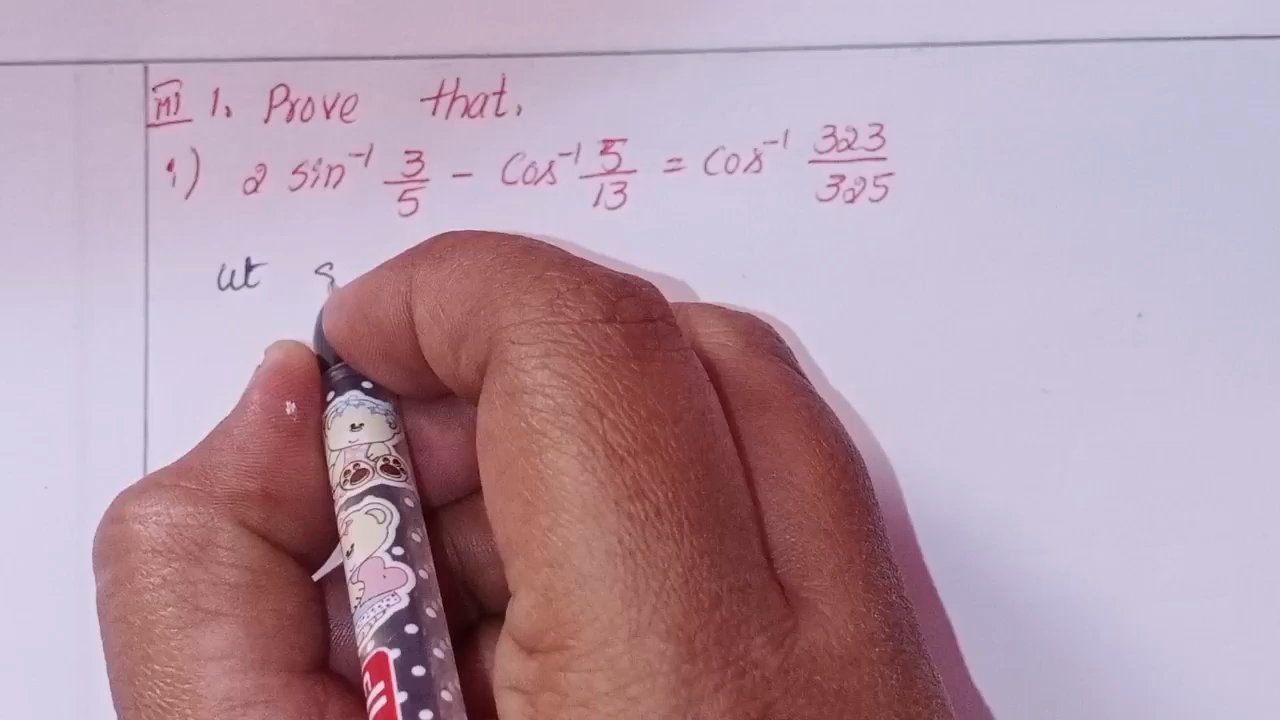 III 1. Prove that,
i) 2 sin⁻¹ 3/5 - Cos⁻¹ 5/13 = Cos⁻¹ 323/325
let s